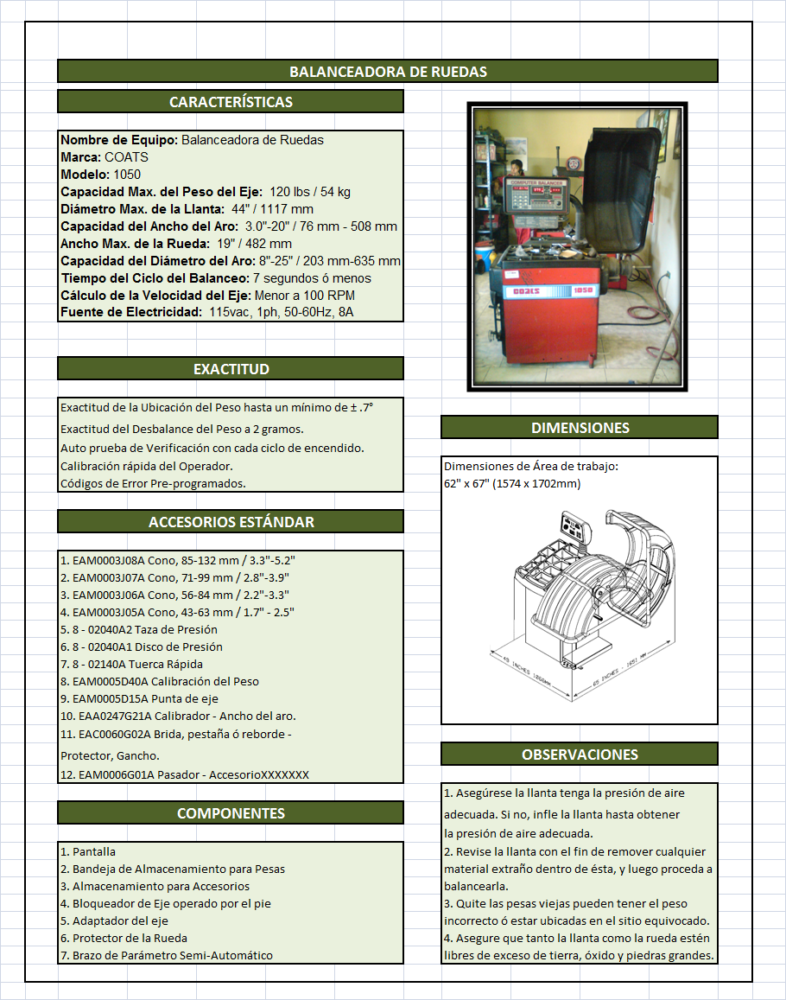 BALANCEADORA DE RUEDAS
CARACTERÍSTICAS
Nombre de Equipo: Balanceadora de Ruedas
Marca: COATS
Modelo: 1050
Capacidad Max. del Peso del Eje: 120 lbs / 54 kg
Diámetro Max. de la Llanta: 44" / 1117 mm
Capacidad del Ancho del Aro: 3.0"-20" / 76 mm - 508 mm
Ancho Max. de la Rueda: 19" / 482 mm
Capacidad del Diámetro del Aro: 8"-25" / 203 mm-635 mm
Tiempo del Ciclo del Balanceo: 7 segundos ó menos
Cálculo de la Velocidad del Eje: Menor a 100 RPM
Fuente de Electricidad: 115vac, 1ph, 50-60Hz, 8A
COMPUTER BALANCER
COATS 1050
EXACTITUD
Exactitud de la Ubicación del Peso hasta un mínimo de ± .7°
Exactitud del Desbalance del Peso a 2 gramos.
Auto prueba de Verificación con cada ciclo de encendido.
Calibración rápida del Operador.
Códigos de Error Pre-programados.
ACCESORIOS ESTÁNDAR
1. EAM0003J08A Cono, 85-132 mm / 3.3"-5.2"
2. EAM0003J07A Cono, 71-99 mm / 2.8"-3.9"
3. EAM0003J06A Cono, 56-84 mm / 2.2"-3.3"
4. EAM0003J05A Cono, 43-63 mm / 1.7" - 2.5"
5. 8 - 02040A2 Taza de Presión
6. 8 - 02040A1 Disco de Presión
7. 8 - 02140A Tuerca Rápida
8. EAM0005D40A Calibración del Peso
9. EAM0005D15A Punta de eje
10. EAA0247G21A Calibrador - Ancho del aro.
11. EAC0060G02A Brida, pestaña ó reborde -
Protector, Gancho.
12. EAM0006G01A Pasador - AccesorioXXXXXXX
COMPONENTES
1. Pantalla
2. Bandeja de Almacenamiento para Pesas
3. Almacenamiento para Accesorios
4. Bloqueador de Eje operado por el pie
5. Adaptador del eje
6. Protector de la Rueda
7. Brazo de Parámetro Semi-Automático
DIMENSIONES
Dimensiones de Área de trabajo:
62" x 67" (1574 x 1702mm)
INCHES
65 INCHES - 1651 MM
OBSERVACIONES
1. Asegúrese la llanta tenga la presión de aire
adecuada. Si no, infle la llanta hasta obtener
la presión de aire adecuada.
2. Revise la llanta con el fin de remover cualquier
material extraño dentro de ésta, y luego proceda a
balancearla.
3. Quite las pesas viejas pueden tener el peso
incorrecto ó estar ubicadas en el sitio equivocado.
4. Asegure que tanto la llanta como la rueda estén
libres de exceso de tierra, óxido y piedras grandes.